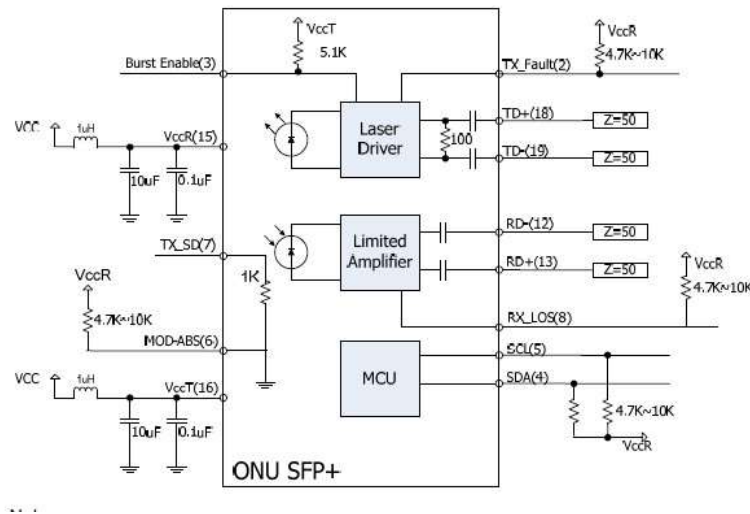 VccT
5.1K
Burst Enable(3)
VccR
4.7K~10K
TX_Fault(2)
TD+(18)
Z=50
Laser
Driver
100
TD-(19)
Z=50
VCC
1uH
VccR(15)
10uF
0.1uF
RD-(12)
Z=50
Limited
Amplifier
RD+(13)
Z=50
TX_SD(7)
1K
VccR
4.7K~10K
VccR
4.7K~10K
RX_LOS(8)
MOD-ABS(6)
SCL(5)
MCU
SDA(4)
VCC
1uH
VccT(16)
10uF
0.1uF
4.7K~10K
VccR
ONU SFP+